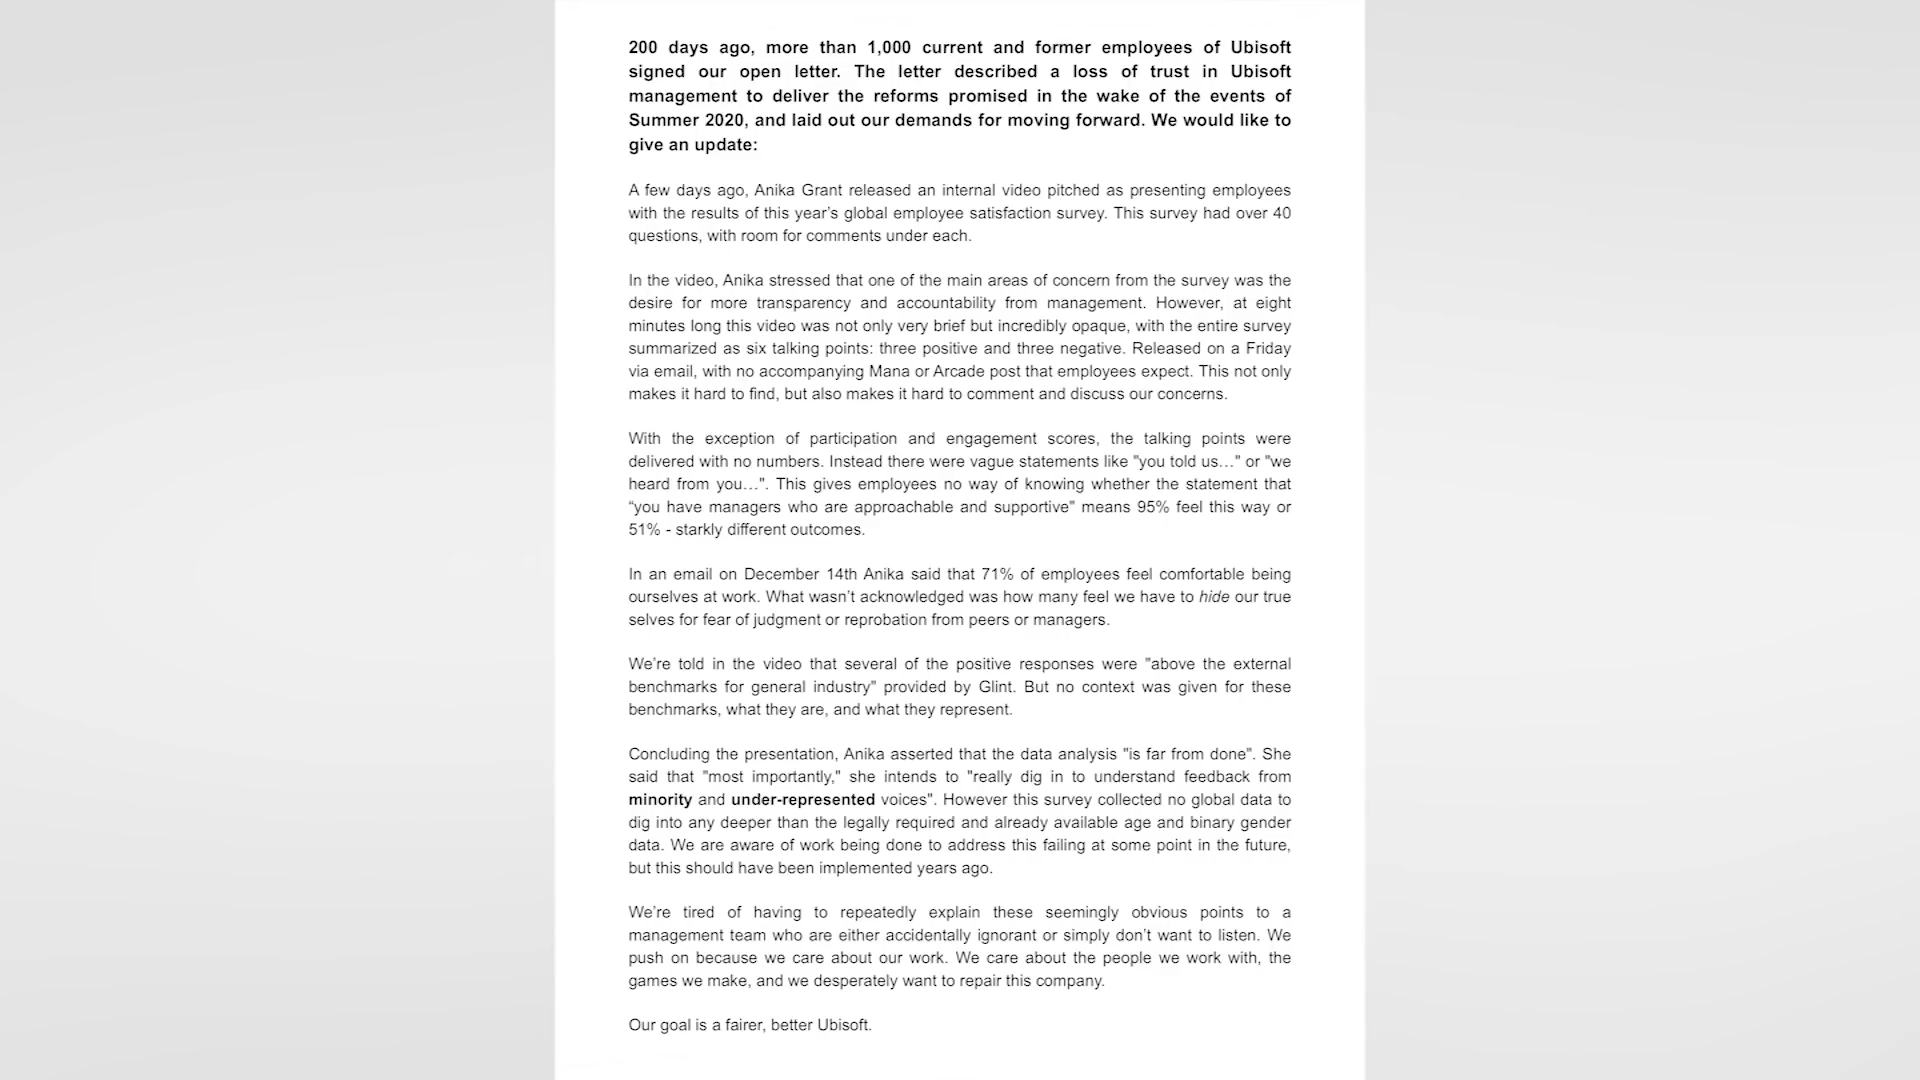 200 days ago, more than 1,000 current and former employees of Ubisoft
signed our open letter. The letter described a loss of trust in Ubisoft
management to deliver the reforms promised in the wake of the events of
Summer 2020, and laid out our demands for moving forward. We would like to
give an update:
A few days ago, Anika Grant released an internal video pitched as presenting employees
with the results of this year's global employee satisfaction survey. This survey had over 40
questions, with room for comments under each.
In the video, Anika stressed that one of the main areas of concern from the survey was the
desire for more transparency and accountability from management. However, at eight
minutes long this video was not only very brief but incredibly opaque, with the entire survey
summarized as six talking points: three positive and three negative. Released on a Friday
via email, with no accompanying Mana or Arcade post that employees expect. This not only
makes it hard to find, but also makes it hard to comment and discuss our concerns.
With the exception of participation and engagement scores, the talking points were
delivered with no numbers. Instead there were vague statements like "you told us…" or "we
heard from you…". This gives employees no way of knowing whether the statement that
"you have managers who are approachable and supportive" means 95% feel this way or
51% - starkly different outcomes.
In an email on December 14th Anika said that 71% of employees feel comfortable being
ourselves at work. What wasn't acknowledged was how many feel we have to hide our true
selves for fear of judgment or reprobation from peers or managers.
We're told in the video that several of the positive responses were "above the external
benchmarks for general industry" provided by Glint. But no context was given for these
benchmarks, what they are, and what they represent.
Concluding the presentation, Anika asserted that the data analysis "is far from done". She
said that "most importantly," she intends to "really dig in to understand feedback from
minority and under-represented voices". However this survey collected no global data to
dig into any deeper than the legally required and already available age and binary gender
data. We are aware of work being done to address this failing at some point in the future,
but this should have been implemented years ago.
We're tired of having to repeatedly explain these seemingly obvious points to a
management team who are either accidentally ignorant or simply don't want to listen. We
push on because we care about our work. We care about the people we work with, the
games we make, and we desperately want to repair this company.
Our goal is a fairer, better Ubisoft.